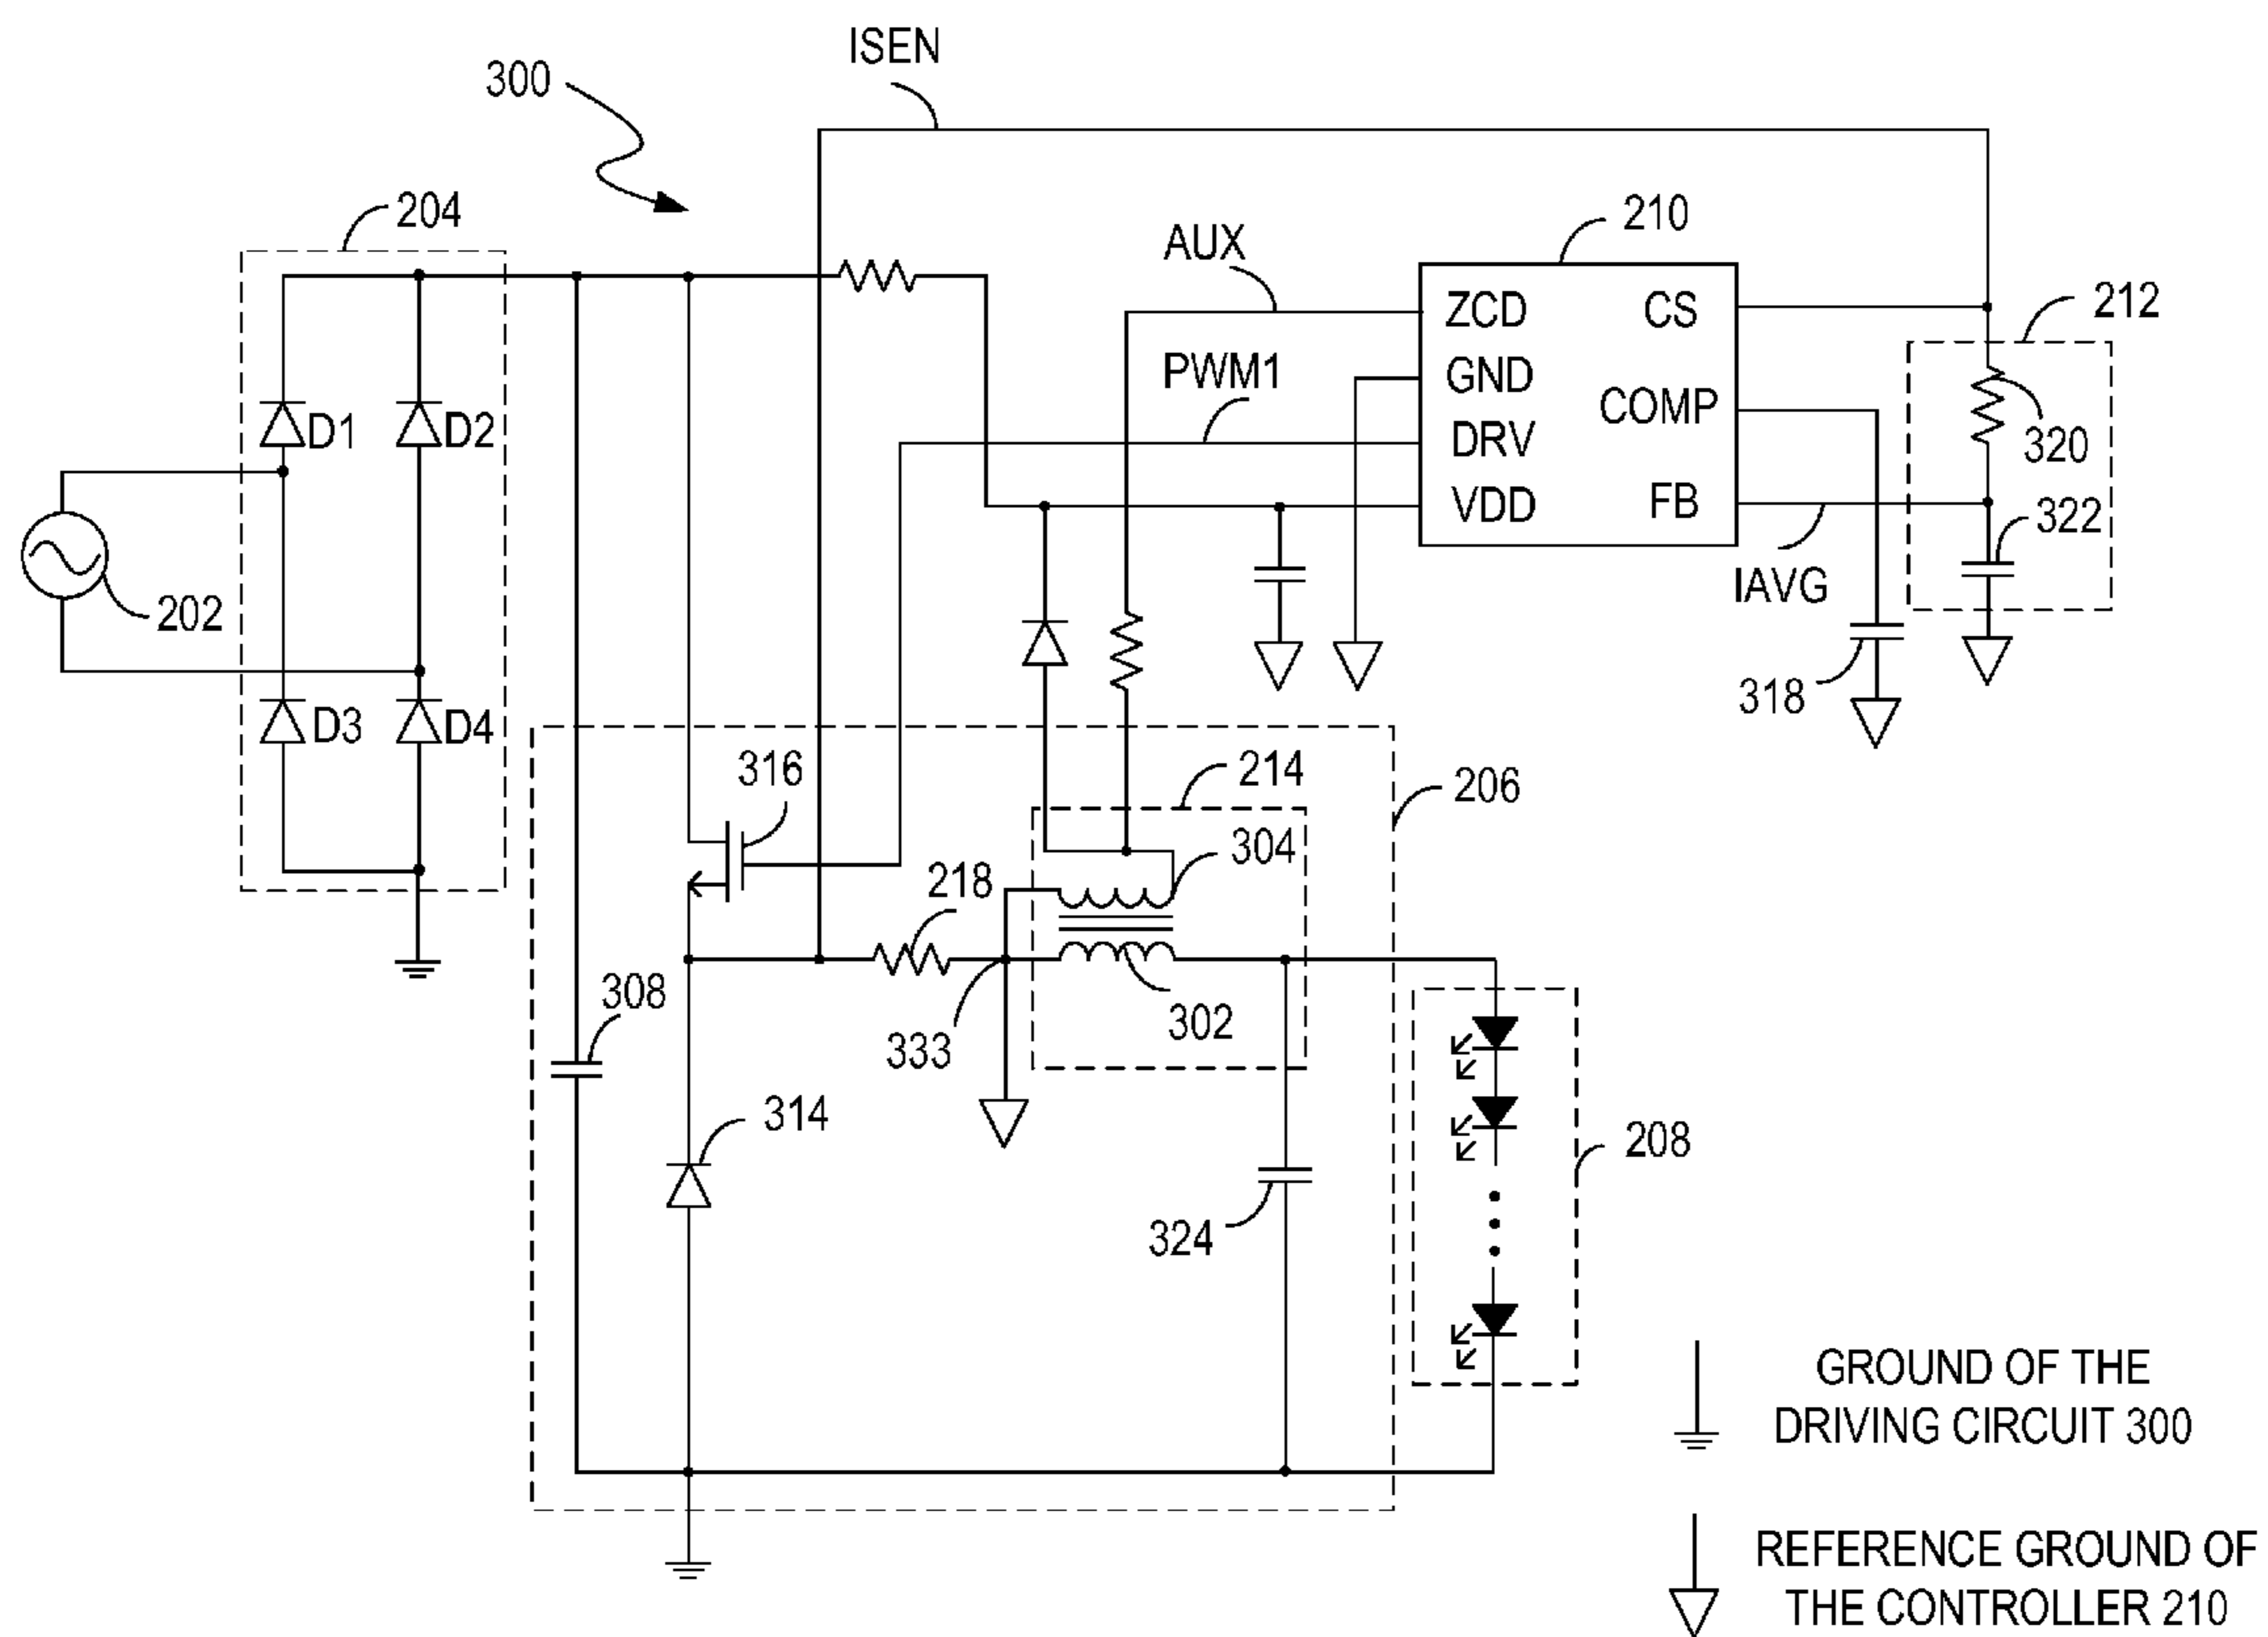 ISEN
300
204
AUX
210
ZCD
CS
212
GND
PWM1
COMP
D1
D2
DRV
320
VDD
FB
322
202
IAVG
318
D3
D4
316
214
206
304
218
308
302
333
314
208
324
GROUND OF THE
DRIVING CIRCUIT 300
REFERENCE GROUND OF
THE CONTROLLER 210